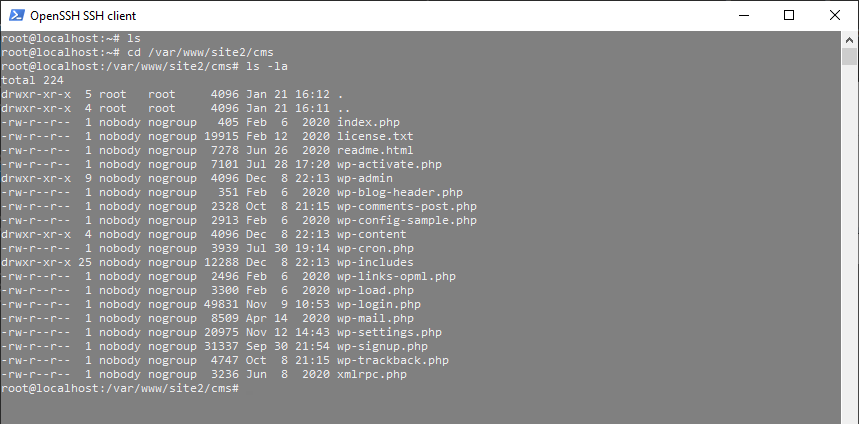 OpenSSH SSH client
root@localhost:~# ls
root@localhost:~# cd /var/www/site2/cms
root@localhost:/var/www/site2/cms# ls -la
total 224
drwxr-xr-x  5 root   root     4096 Jan 21 16:12 .
drwxr-xr-x  4 root   root     4096 Jan 21 16:11 ..
-rw-r--r--  1 nobody nogroup   405 Feb  6  2020 index.php
-rw-r--r--  1 nobody nogroup 19915 Feb 12  2020 license.txt
-rw-r--r--  1 nobody nogroup  7278 Jun 26  2020 readme.html
-rw-r--r--  1 nobody nogroup  7101 Jul 28 17:20 wp-activate.php
drwxr-xr-x  9 nobody nogroup  4096 Dec  8 22:13 wp-admin
-rw-r--r--  1 nobody nogroup   351 Feb  6  2020 wp-blog-header.php
-rw-r--r--  1 nobody nogroup  2328 Oct  8 21:15 wp-comments-post.php
-rw-r--r--  1 nobody nogroup  2913 Feb  6  2020 wp-config-sample.php
drwxr-xr-x  4 nobody nogroup  4096 Dec  8 22:13 wp-content
-rw-r--r--  1 nobody nogroup  3939 Jul 30 19:14 wp-cron.php
drwxr-xr-x 25 nobody nogroup 12288 Dec  8 22:13 wp-includes
-rw-r--r--  1 nobody nogroup  2496 Feb  6  2020 wp-links-opml.php
-rw-r--r--  1 nobody nogroup  3300 Feb  6  2020 wp-load.php
-rw-r--r--  1 nobody nogroup 49831 Nov  9 10:53 wp-login.php
-rw-r--r--  1 nobody nogroup  8509 Apr 14  2020 wp-mail.php
-rw-r--r--  1 nobody nogroup 20975 Nov 12 14:43 wp-settings.php
-rw-r--r--  1 nobody nogroup 31337 Sep 30 21:54 wp-signup.php
-rw-r--r--  1 nobody nogroup  4747 Oct  8 21:15 wp-trackback.php
-rw-r--r--  1 nobody nogroup  3236 Jun  8  2020 xmlrpc.php
root@localhost:/var/www/site2/cms#